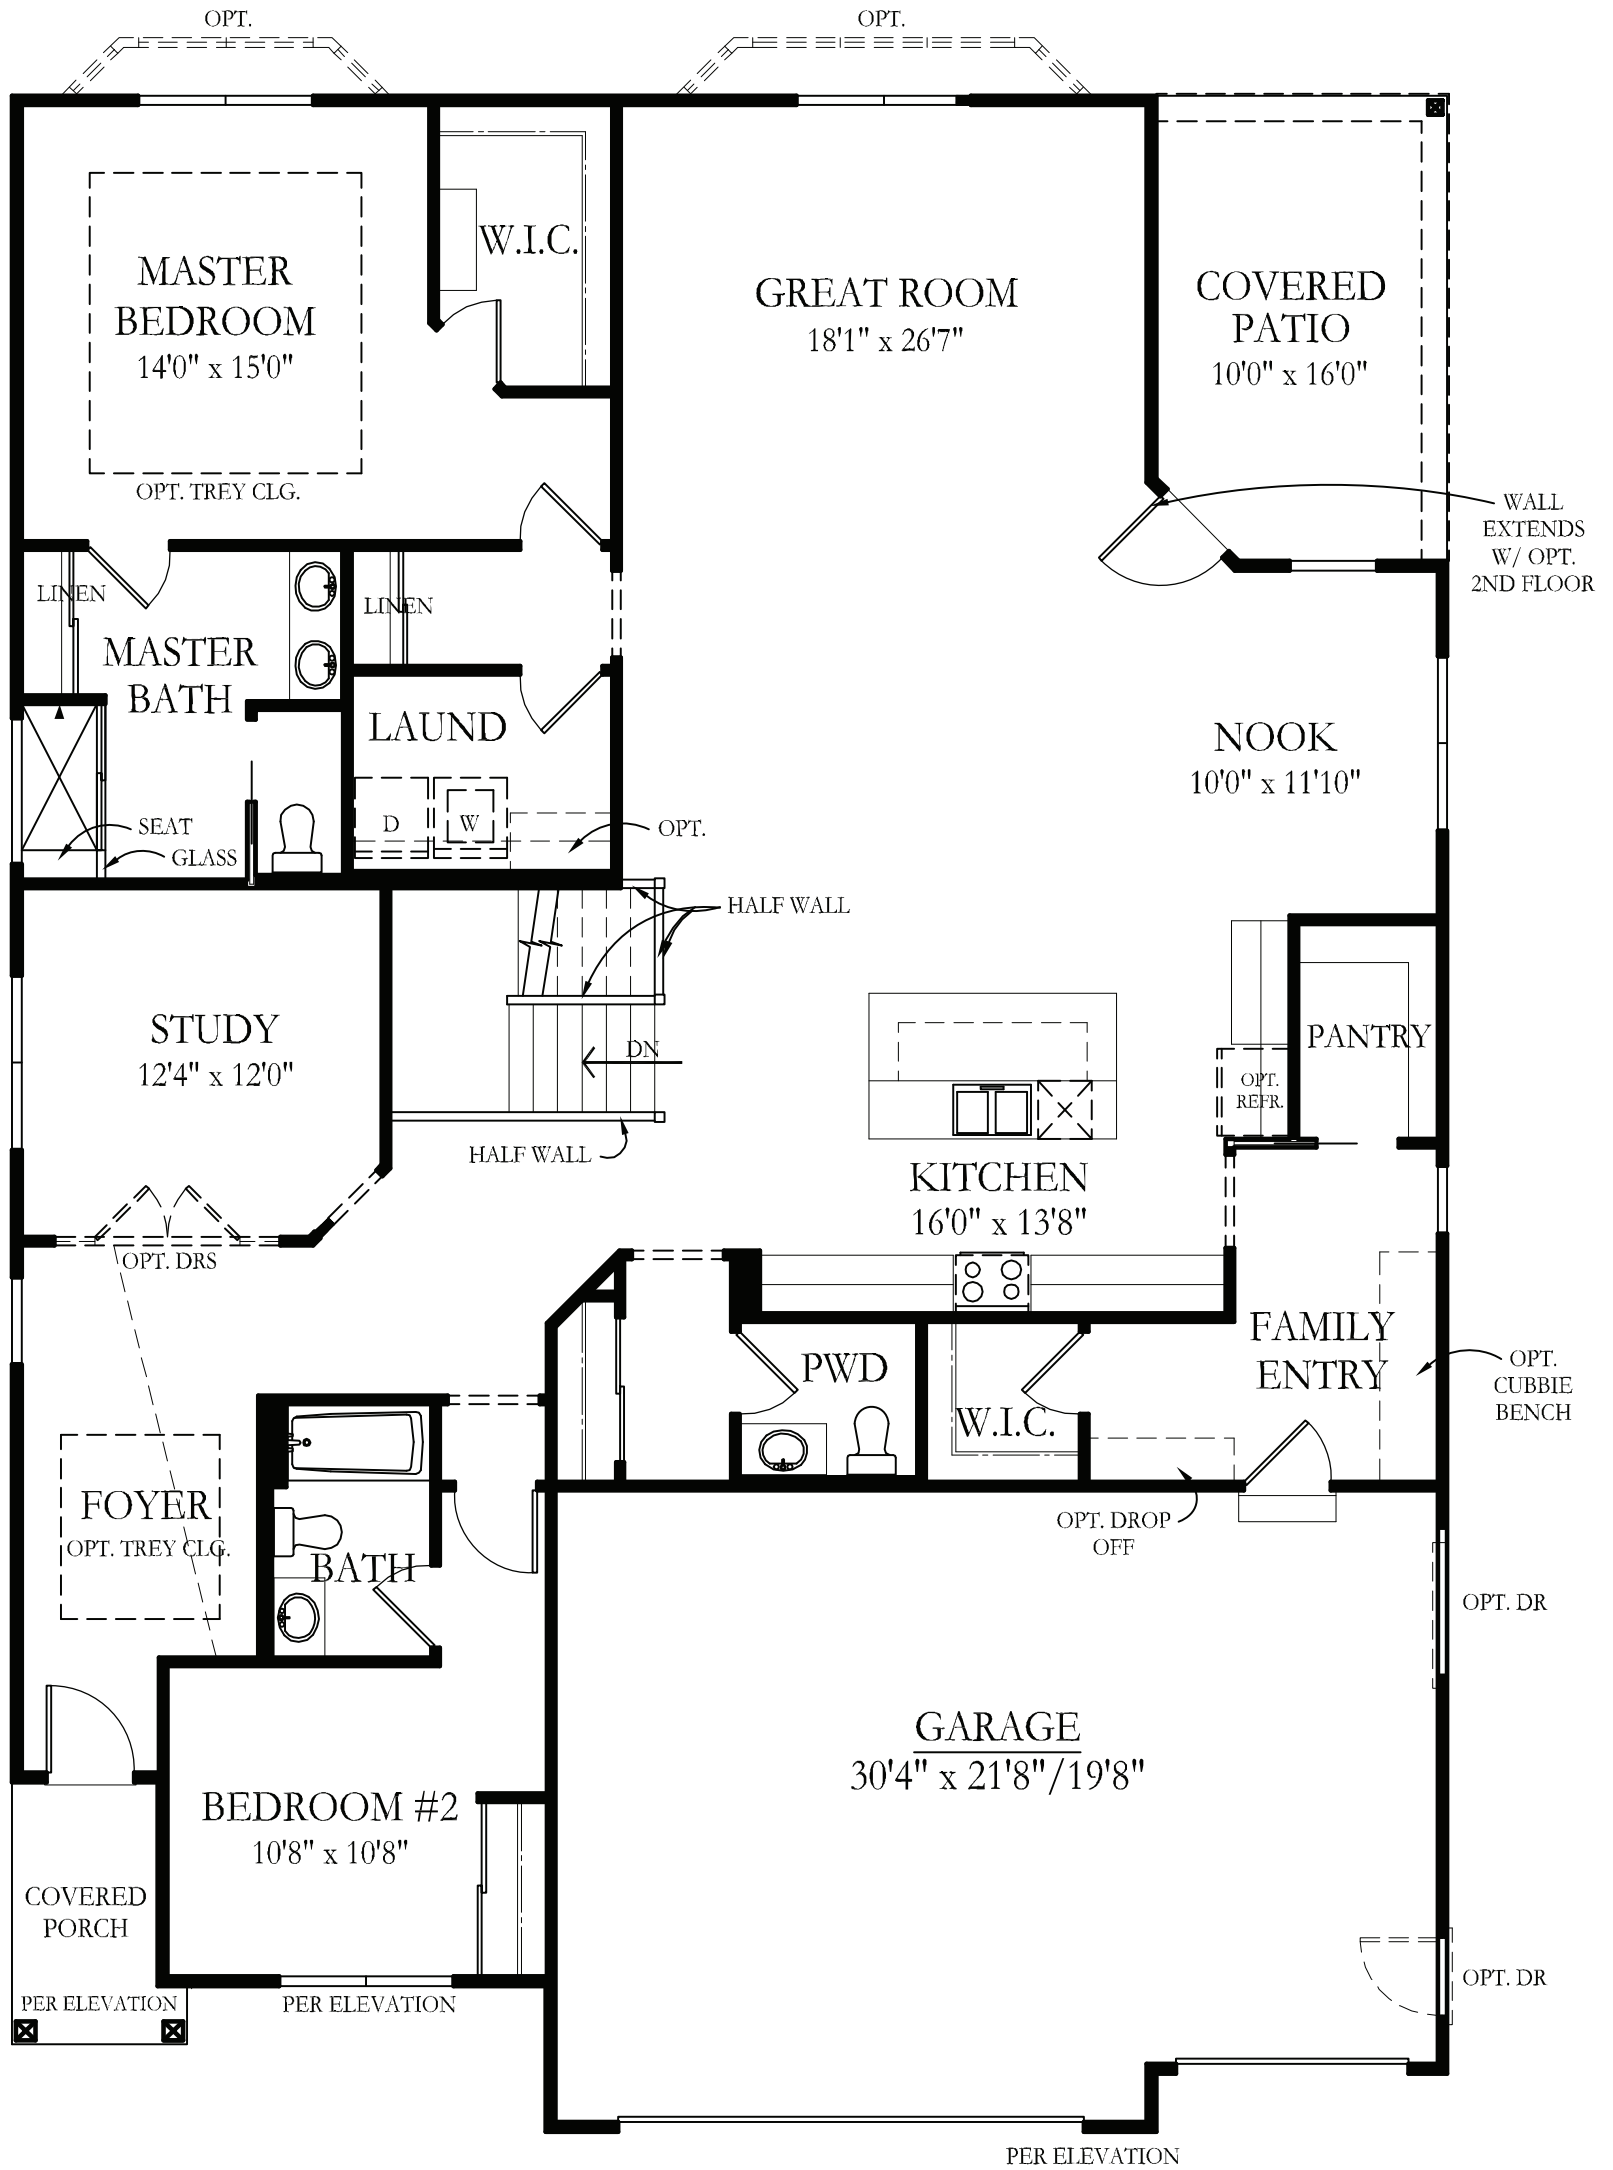 OPT.
OPT.
W.I.C.
MASTER
BEDROOM
14'0" x 15'0"
GREAT ROOM
18'1" x 26'7"
COVERED
PATIO
10'0" x 16'0"
OPT. TREY CLG.
WALL
EXTENDS
W/ OPT.
2ND FLOOR
LINEN
LINEN
MASTER
BATH
LAUND
NOOK
10'0" x 11'10"
D
W
SEAT
GLASS
OPT.
HALF WALL
STUDY
12'4" x 12'0"
DN
PANTRY
OPT.
REFR.
HALF WALL
KITCHEN
16'0" x 13'8"
OPT. DRS
FAMILY
ENTRY
PWD
W.I.C.
OPT.
CUBBIE
BENCH
FOYER
OPT. TREY CLG.
BATH
OPT. DROP
OFF
OPT. DR
GARAGE
30'4" x 21'8"/19'8"
BEDROOM #2
10'8" x 10'8"
COVERED
PORCH
OPT. DR
PER ELEVATION
PER ELEVATION
PER ELEVATION